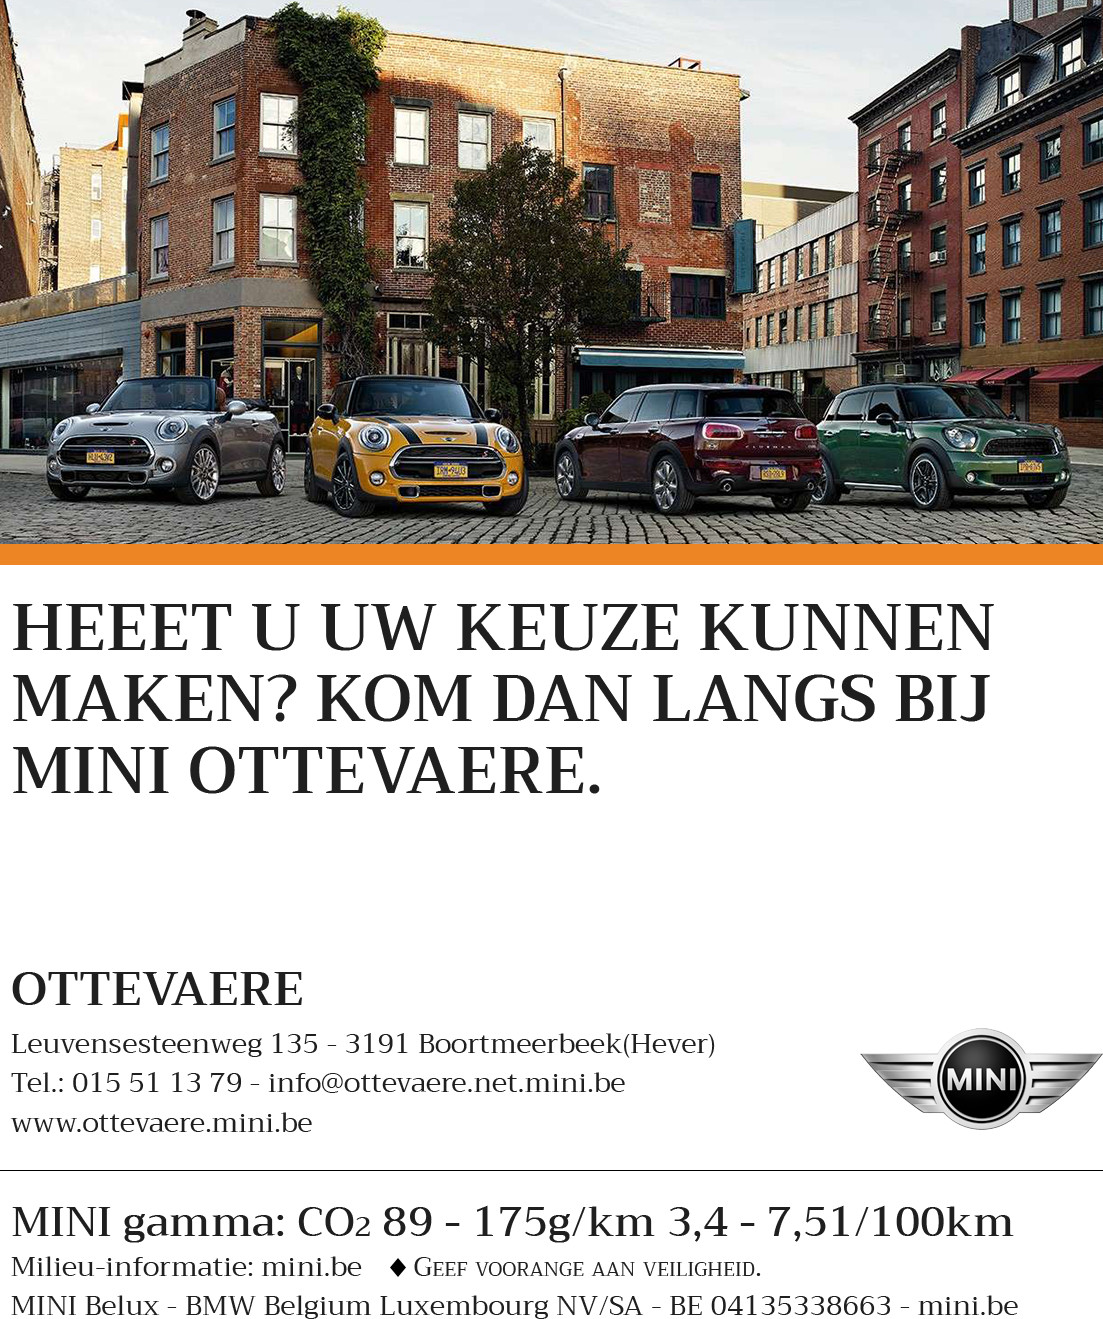 HEEET U UW KEUZE KUNNEN
MAKEN? KOM DAN LANGS BIJ
MINI OTTEVAERE.
OTTEVAERE
Leuvensesteenweg 135 - 3191 Boortmeerbeek(Hever)
Tel.: 015 51 13 79 - info@ottevaere.net.mini.be
www.ottevaere.mini.be
MINI
MINI gamma: CO2 89 - 175g/km 3,4 - 7,51/100km
Milieu-informatie: mini.be ♦ GEEF VOORANGE AAN VEILIGHEID.
MINI Belux - BMW Belgium Luxembourg NV/SA - BE 04135338663 - mini.be